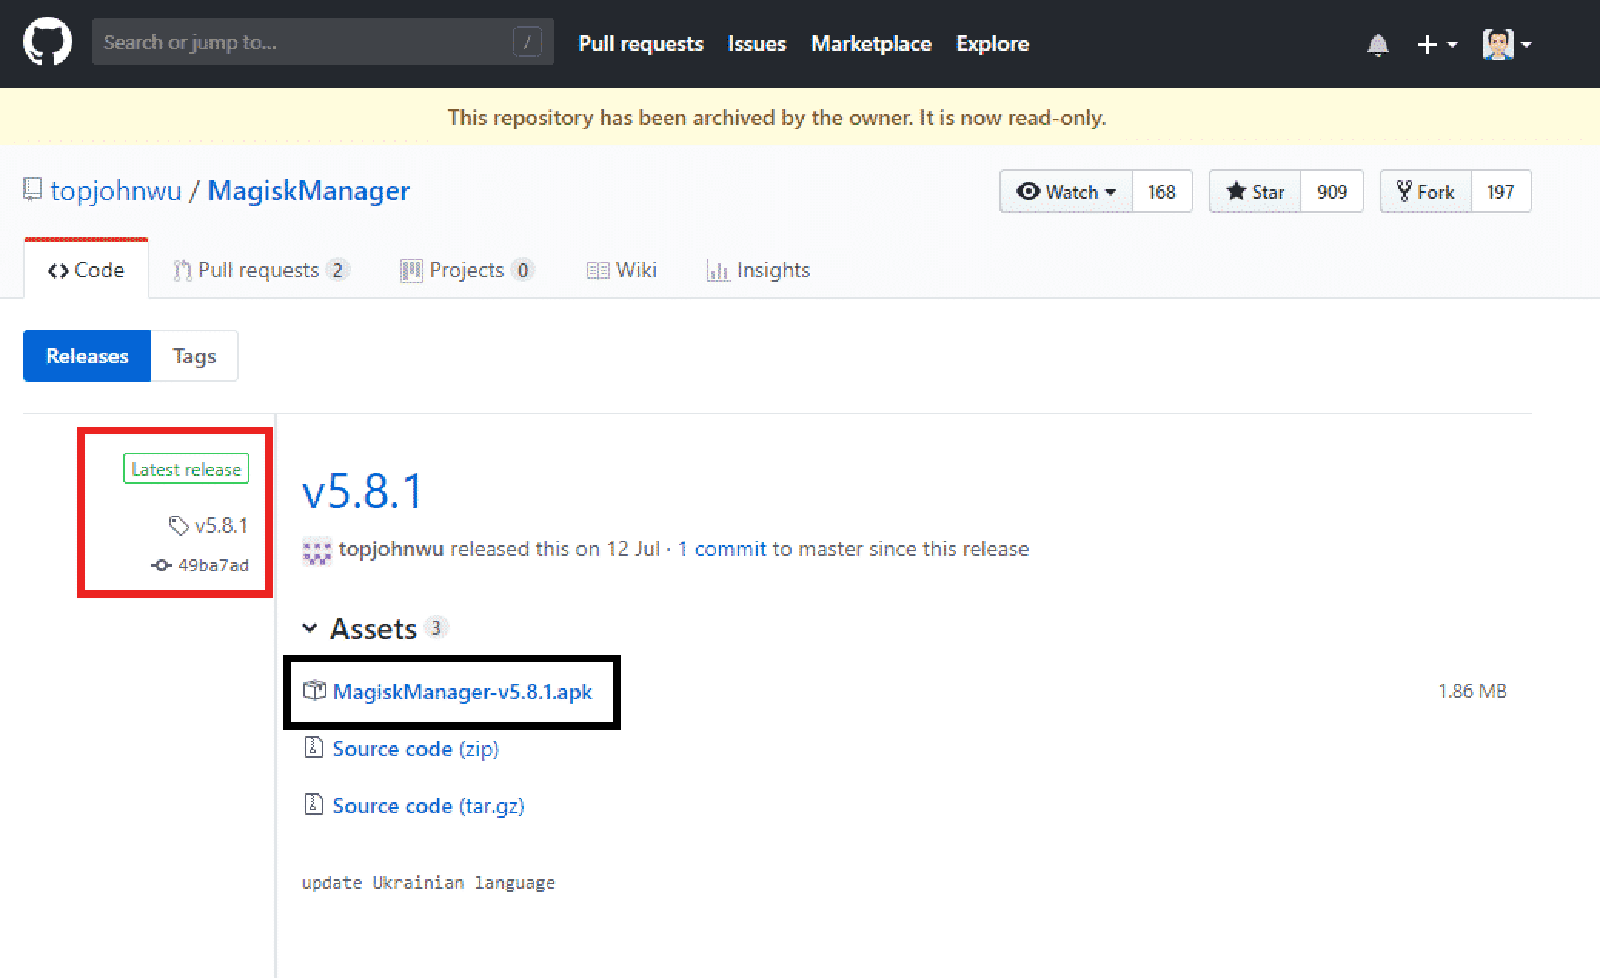 Search or jump to... /
Pull requests Issues Marketplace Explore
This repository has been archived by the owner. It is now read-only.
topjohnwu / MagiskManager
Watch 168 Star 909 Fork 197
Code Pull requests 2 Projects 0 Wiki Insights
Releases Tags
Latest release
v5.8.1
49ba7ad
v5.8.1
topjohnwu released this on 12 Jul · 1 commit to master since this release
Assets 3
MagiskManager-v5.8.1.apk 1.86 MB
Source code (zip)
Source code (tar.gz)
update Ukrainian language